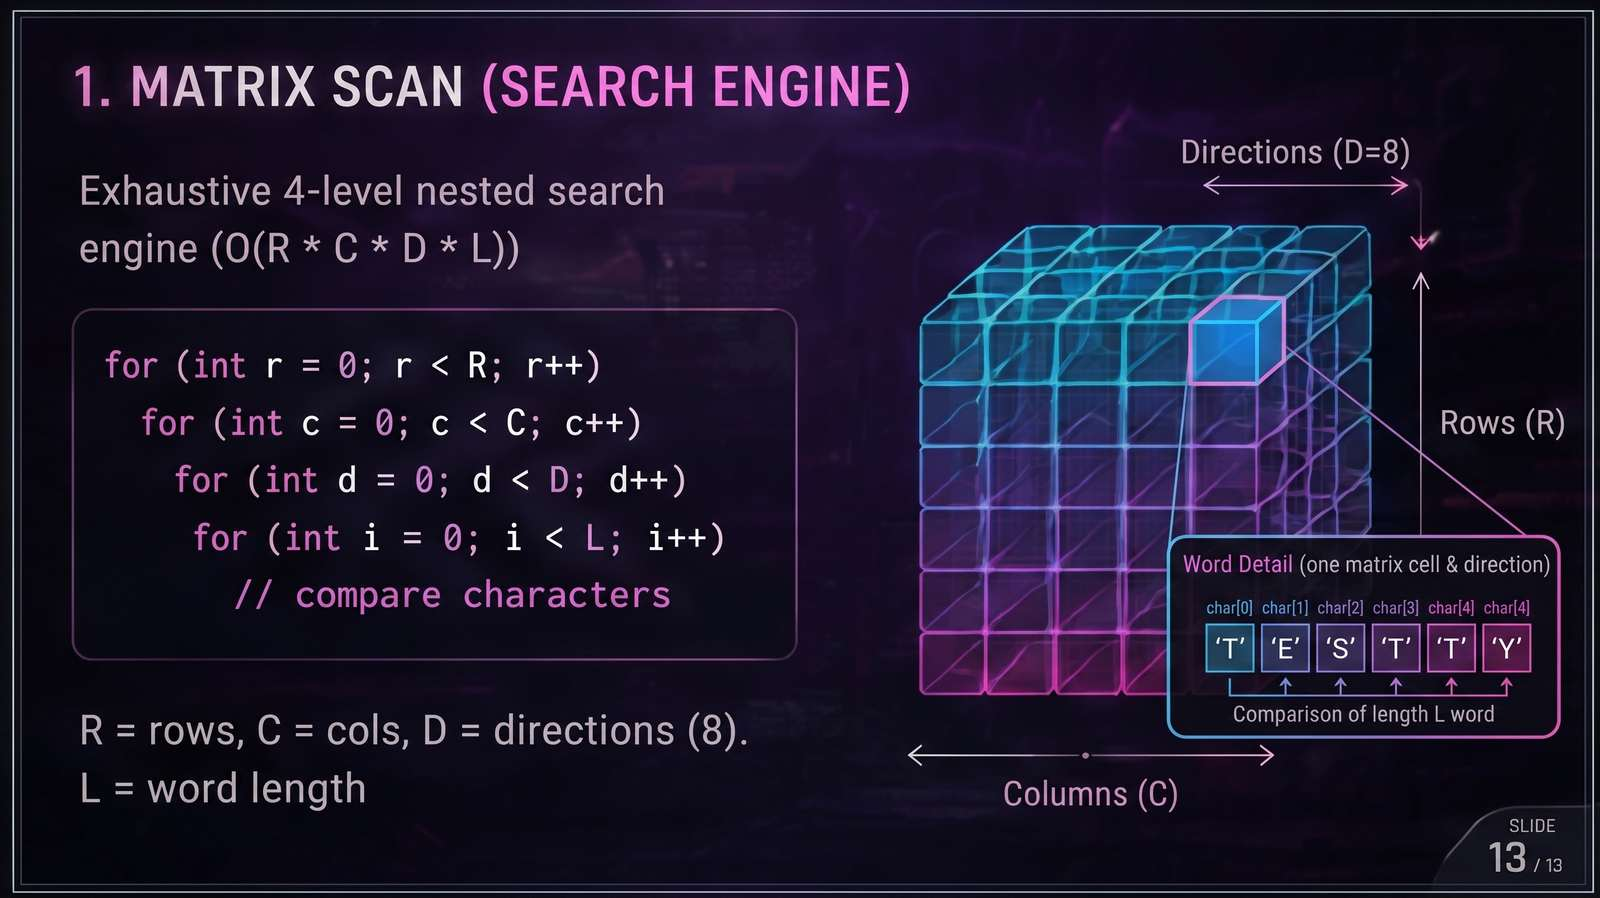 1. MATRIX SCAN (SEARCH ENGINE)
Exhaustive 4-level nested search
engine (O(R * C * D * L))
for (int r = 0; r < R; r++)
for (int c = 0; c < C; c++)
for (int d = 0; d < D; d++)
for (int i = 0; i < L; i++)
// compare characters
R = rows, C = cols, D = directions (8).
L = word length
Directions (D=8)
Rows (R)
Word Detail (one matrix cell & direction)
char[0] char[1] char[2] char[3] char[4] char[4]
‘T’ ‘E’ ‘S’ ‘T’ ‘T’ ‘Y’
Comparison of length L word
Columns (C)
SLIDE
13 / 13